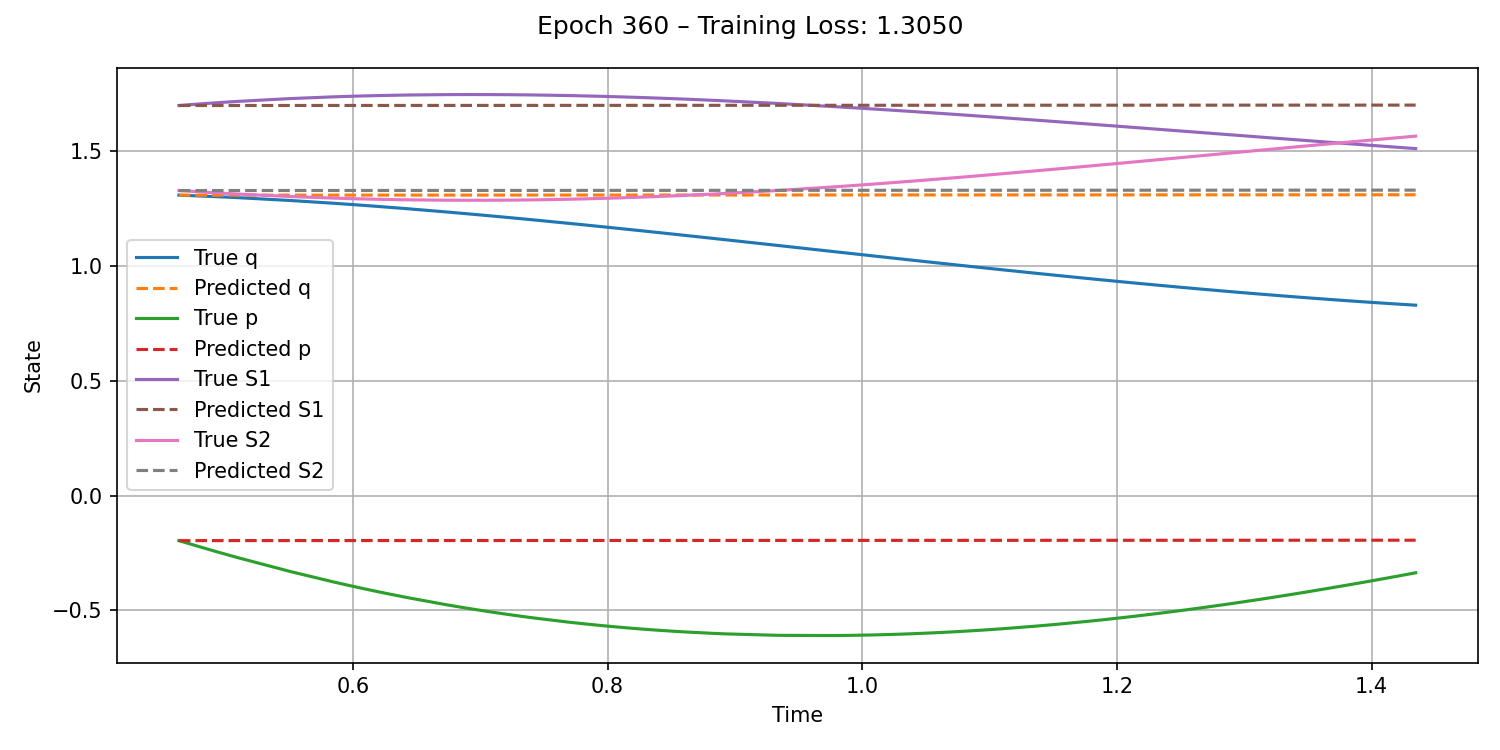 Epoch 360 – Training Loss: 1.3050
State
1.5
1.0
0.5
0.0
−0.5
True q
Predicted q
True p
Predicted p
True S1
Predicted S1
True S2
Predicted S2
0.6
0.8
1.0
1.2
1.4
Time